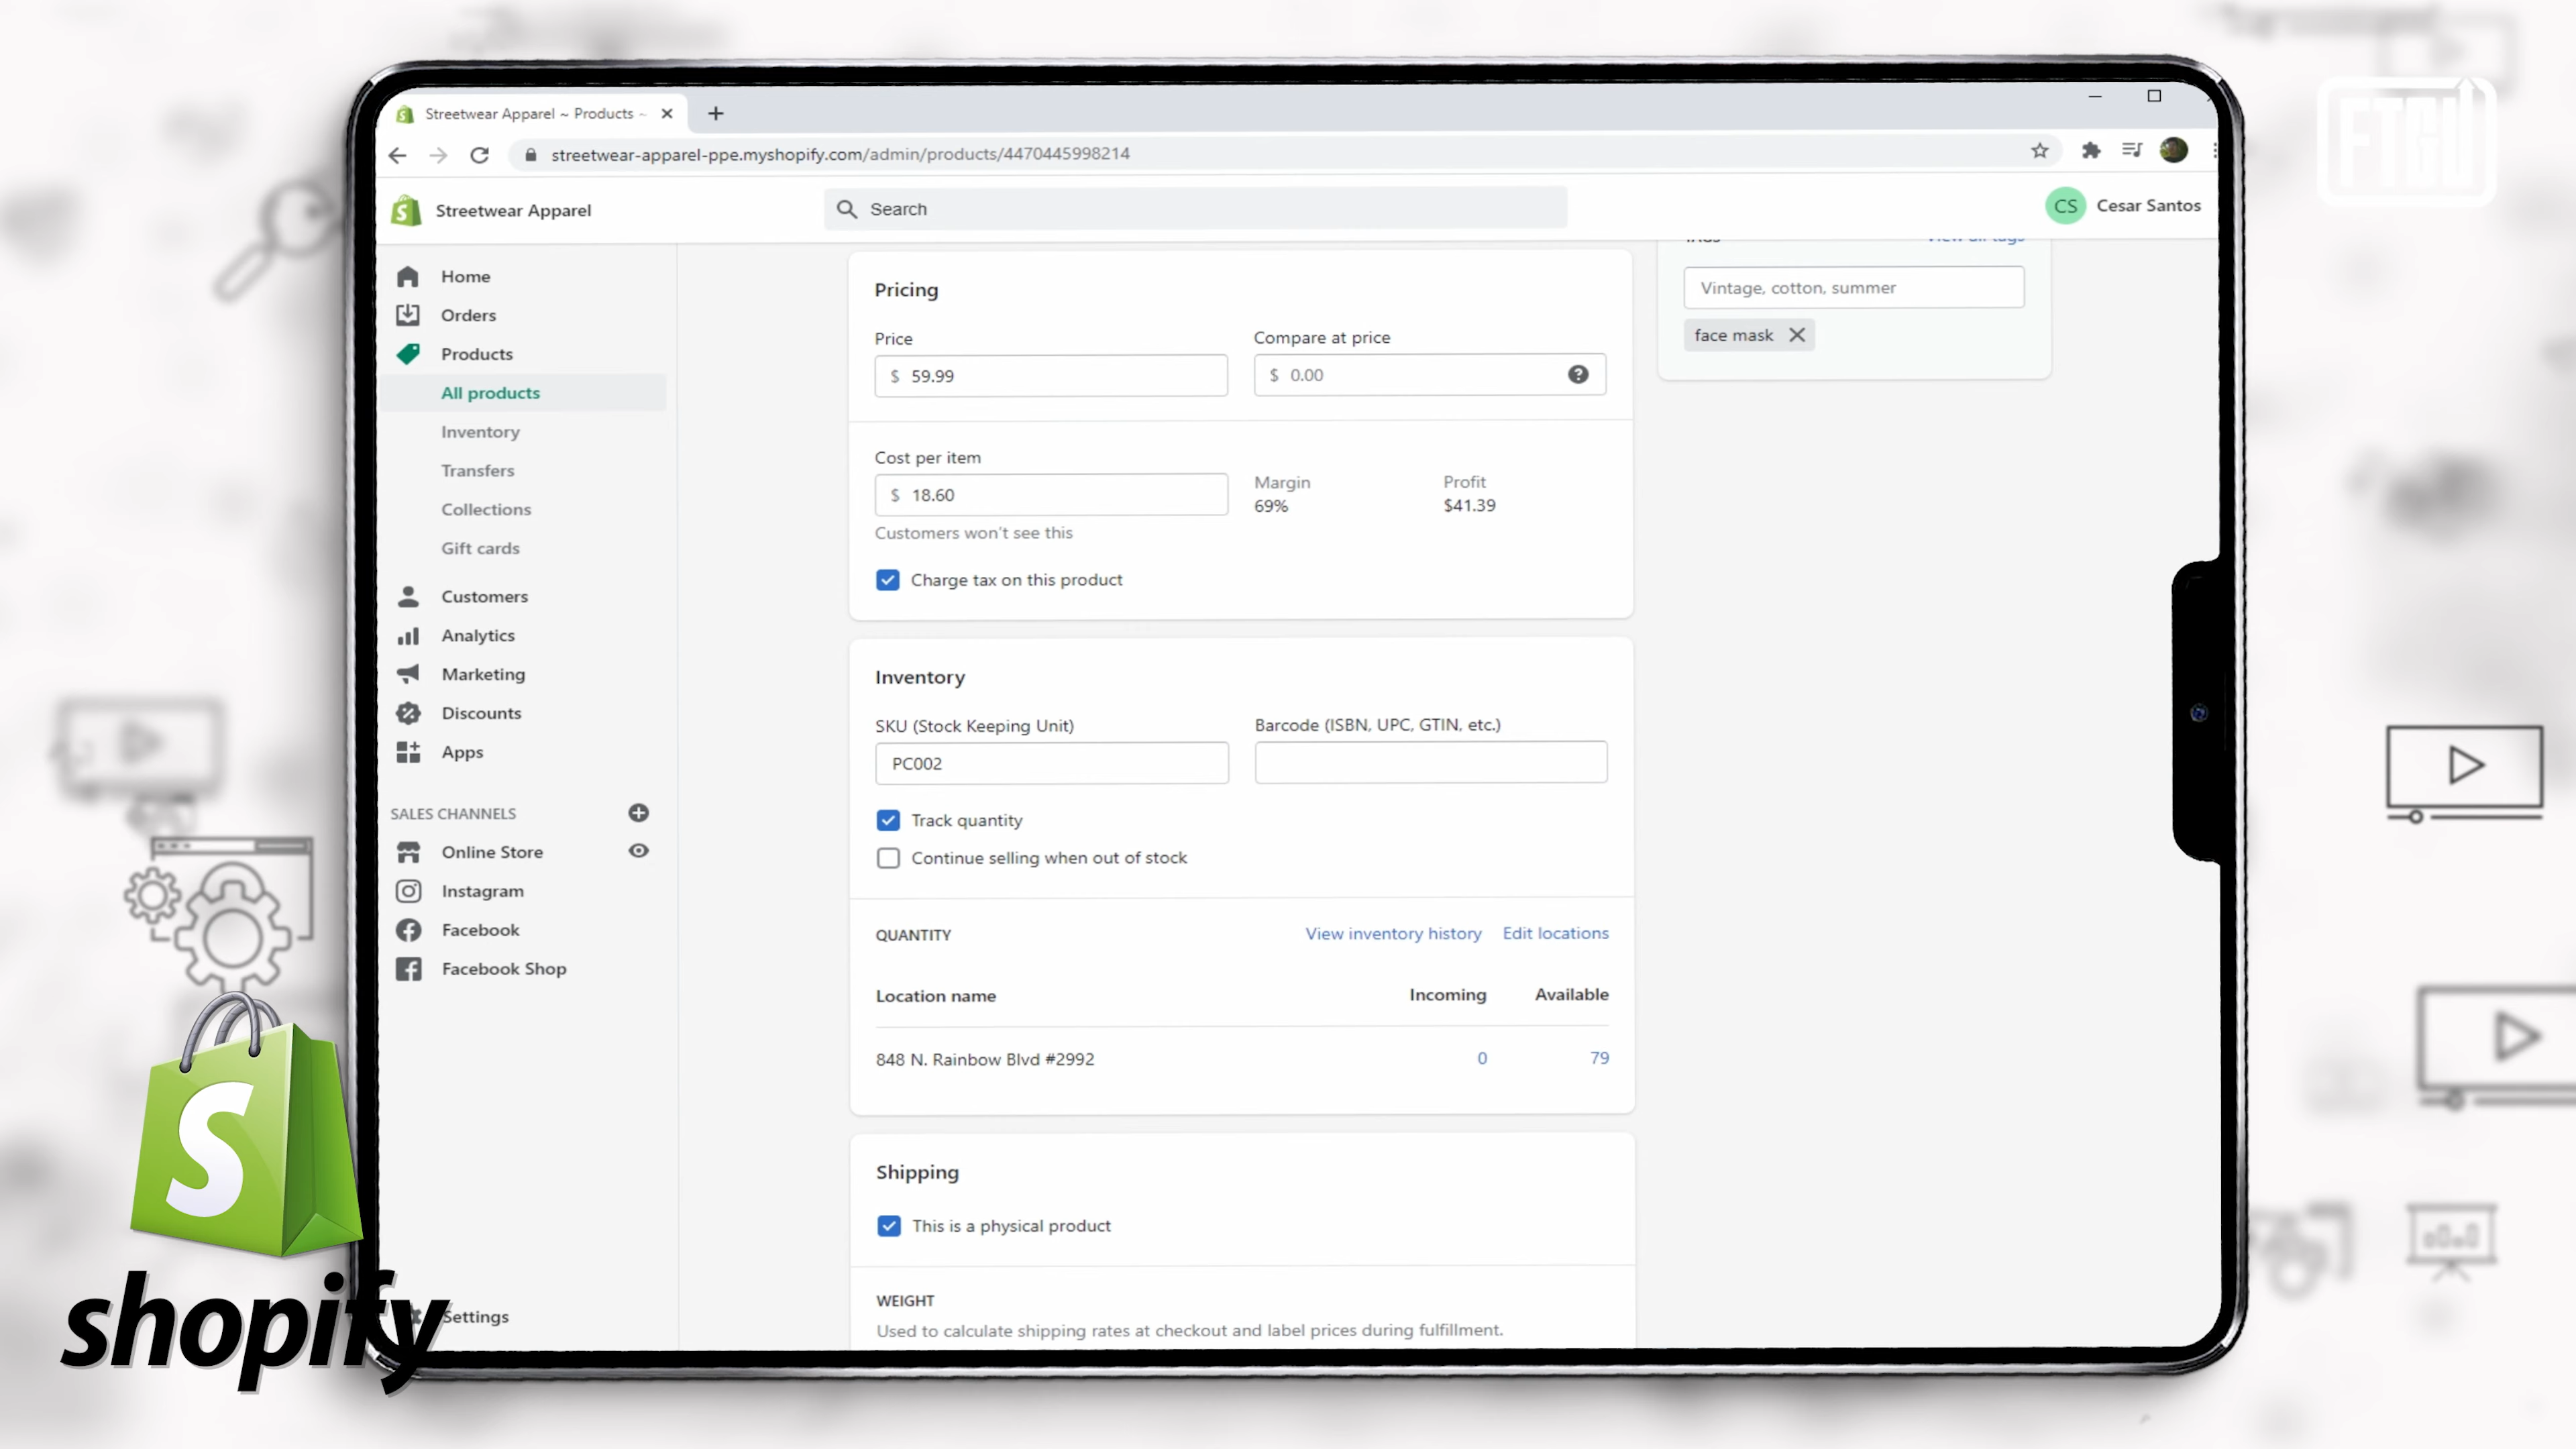 FTGU
Streetwear Apparel ~ Products ~
streetwear-apparel-ppe.myshopify.com/admin/products/4470445998214
Streetwear Apparel
Search
CS Cesar Santos
Home
Orders
Products
All products
Inventory
Transfers
Collections
Gift cards
Customers
Analytics
Marketing
Discounts
Apps
SALES CHANNELS
Online Store
Instagram
Facebook
Facebook Shop
Settings
Pricing
Price
Compare at price
$ 59.99
$ 0.00
Cost per item
$ 18.60
Margin
69%
Profit
$41.39
Customers won't see this
Charge tax on this product
Inventory
SKU (Stock Keeping Unit)
Barcode (ISBN, UPC, GTIN, etc.)
PC002
Track quantity
Continue selling when out of stock
QUANTITY
View inventory history
Edit locations
Location name
Incoming
Available
848 N. Rainbow Blvd #2992
0
79
Shipping
This is a physical product
WEIGHT
Used to calculate shipping rates at checkout and label prices during fulfillment.
TAGS
View all tags
Vintage, cotton, summer
face mask
shopify